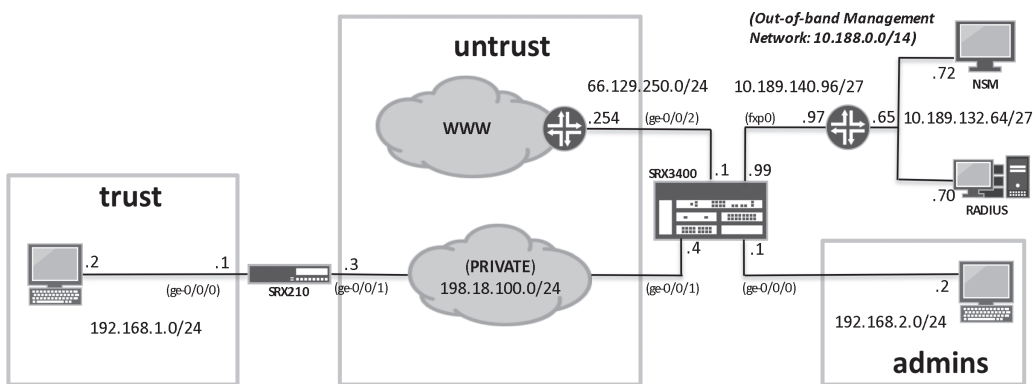 (Out-of-band Management
Network: 10.188.0.0/14)
untrust
.72
NSM
66.129.250.0/24
10.189.140.96/27
WWW
.254
(ge-0/0/2)
(fxp0)
.97
.65
10.189.132.64/27
SRX3400
.1
.99
.70
RADIUS
trust
.2
.1
(ge-0/0/0)
SRX210
.3
(ge-0/0/1)
192.168.1.0/24
(PRIVATE)
198.18.100.0/24
.4
(ge-0/0/1)
.1
(ge-0/0/0)
.2
192.168.2.0/24
admins